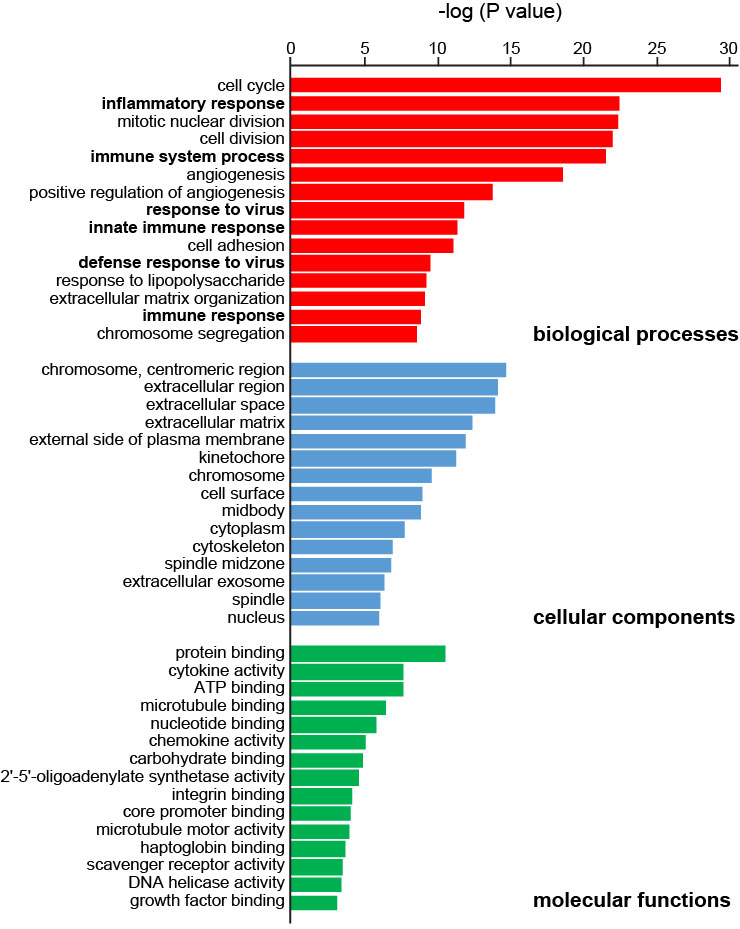 -log (P value)
0 5 10 15 20 25 30
cell cycle
inflammatory response
mitotic nuclear division
cell division
immune system process
angiogenesis
positive regulation of angiogenesis
response to virus
innate immune response
cell adhesion
defense response to virus
response to lipopolysaccharide
extracellular matrix organization
immune response
chromosome segregation
biological processes
chromosome, centromeric region
extracellular region
extracellular space
extracellular matrix
external side of plasma membrane
kinetochore
chromosome
cell surface
midbody
cytoplasm
cytoskeleton
spindle midzone
extracellular exosome
spindle
nucleus
cellular components
protein binding
cytokine activity
ATP binding
microtubule binding
nucleotide binding
chemokine activity
carbohydrate binding
2'-5'-oligoadenylate synthetase activity
integrin binding
core promoter binding
microtubule motor activity
haptoglobin binding
scavenger receptor activity
DNA helicase activity
growth factor binding
molecular functions